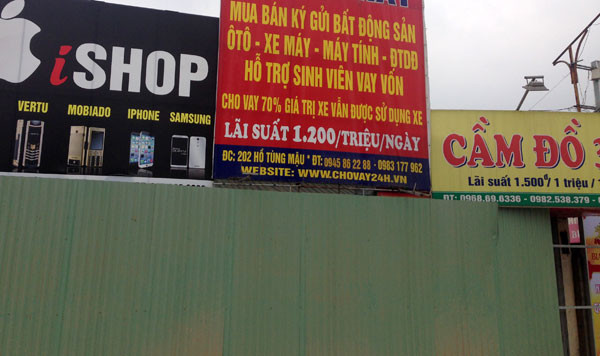 iSHOP
VERTU MOBIADO IPHONE SAMSUNG
MUA BÁN KÝ GỬI BẤT ĐỘNG SẢN
ÔTÔ - XE MÁY - MÁY TÍNH - ĐTDĐ
HỖ TRỢ SINH VIÊN VAY VỐN
CHO VAY 70% GIÁ TRỊ XE VẪN ĐƯỢC SỬ DỤNG XE
LÃI SUẤT 1.200/TRIỆU/NGÀY
ĐC: 202 HỒ TÙNG MẬU * ĐT: 0945 86 22 88 - 0983 177 962
WEBSITE: WWW.CHOVAY24H.VN
CẦM ĐỒ
Lãi suất 1.500đ/ 1 triệu /
ĐT: 0968.69.6336 - 0982.538.379 -